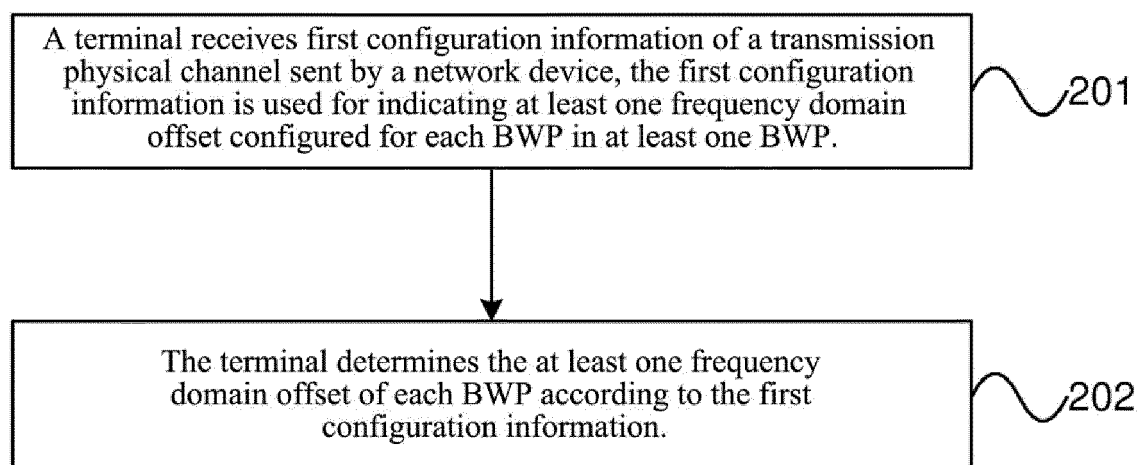 A terminal receives first configuration information of a transmission
physical channel sent by a network device, the first configuration
information is used for indicating at least one frequency domain
offset configured for each BWP in at least one BWP.
201
The terminal determines the at least one frequency
domain offset of each BWP according to the first
configuration information.
202